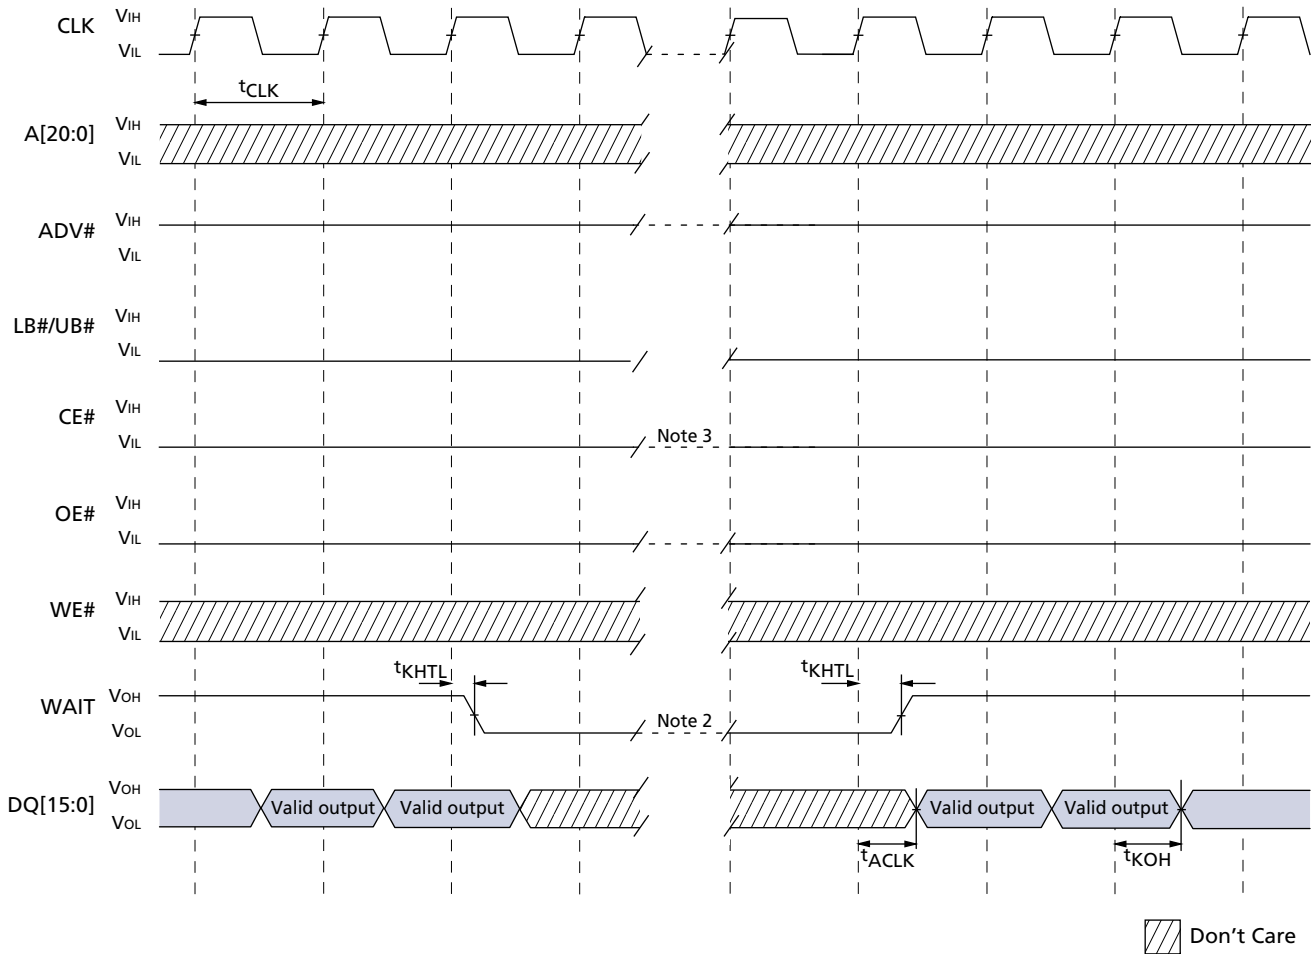 CLK VIH
VIL
tCLK
A[20:0] VIH
VIL
ADV# VIH
VIL
LB#/UB# VIH
VIL
CE# VIH
VIL Note 3
OE# VIH
VIL
WE# VIH
VIL
tKHTL tKHTL
WAIT VOH
VOL Note 2
DQ[15:0] VOH
VOL Valid output Valid output Valid output Valid output
tACLK tKOH
Don't Care